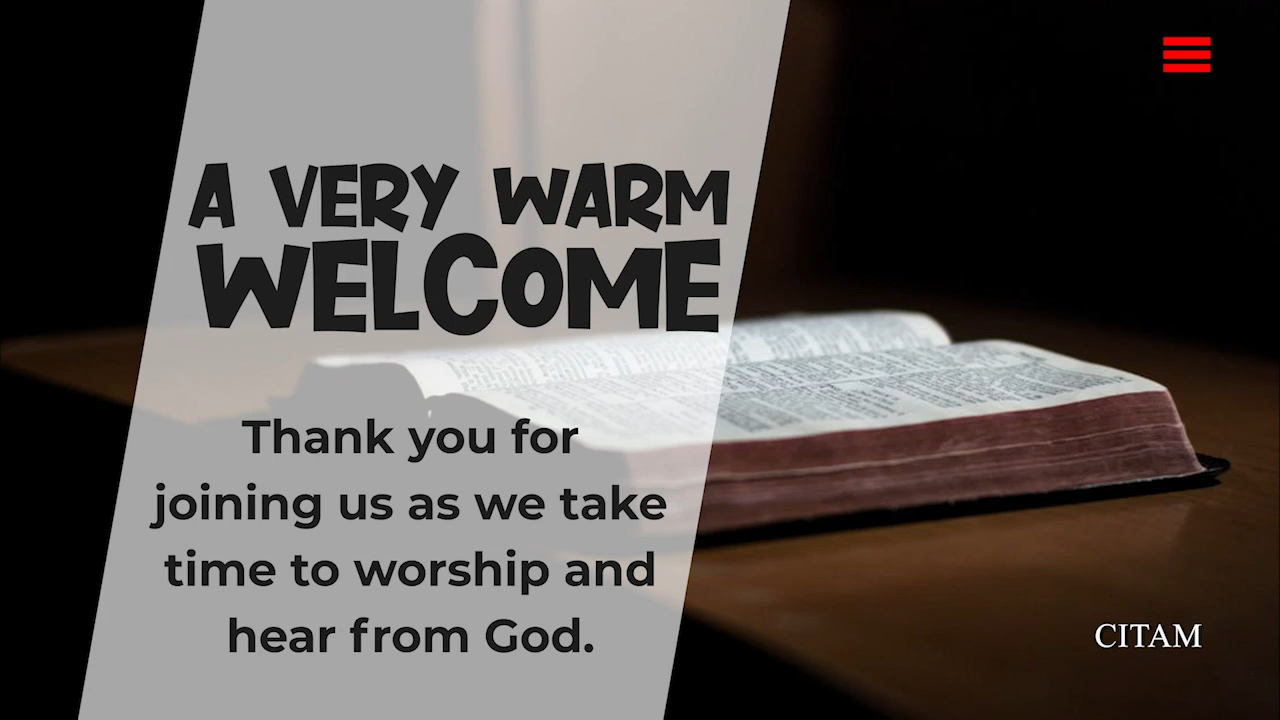 A VERY WARM
WELCOME
Thank you for
joining us as we take
time to worship and
hear from God.
CITAM